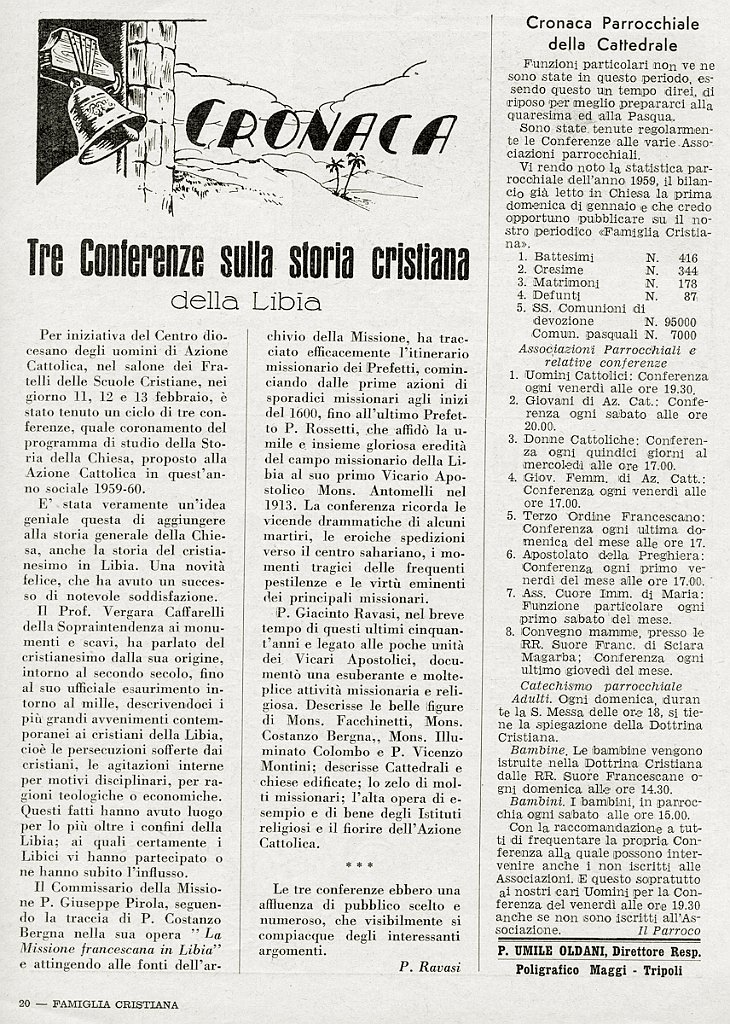 CRONACA
Tre Conferenze sulla storia cristiana
della Libia
Per iniziativa del Centro dio-
cesano degli uomini di Azione
Cattolica, nel salone dei Fra-
telli delle Scuole Cristiane, nei
giorno 11, 12 e 13 febbraio, è
stato tenuto un ciclo di tre con-
ferenze, quale coronamento del
programma di studio della Sto-
ria della Chiesa, proposto alla
Azione Cattolica in quest'an-
no sociale 1959-60.
E' stata veramente un'idea
geniale questa di aggiungere
alla storia generale della Chie-
sa, anche la storia del cristia-
nesimo in Libia. Una novità
felice, che ha avuto un succes-
so di notevole soddisfazione.
Il Prof. Vergara Caffarelli
della Sopraintendenza ai monu-
menti e scavi, ha parlato del
cristianesimo dalla sua origine,
intorno al secondo secolo, fino
al suo ufficiale esaurimento in-
torno al mille, descrivendoci i
più grandi avvenimenti contem-
poranei ai cristiani della Libia,
cioè le persecuzioni sofferte dai
cristiani, le agitazioni interne
per motivi disciplinari, per ra-
gioni teologiche o economiche.
Questi fatti hanno avuto luogo
per lo più oltre i confini della
Libia; ai quali certamente i
Libici vi hanno partecipato o
ne hanno subito l'influsso.
Il Commissario della Missio-
ne P. Giuseppe Pirola, seguen-
do la traccia di P. Costanzo
Bergna nella sua opera "La
Missione francescana in Libia"
e attingendo alle fonti dell'ar-
chivio della Missione, ha trac-
ciato efficacemente l'itinerario
missionario dei Prefetti, comin-
ciando dalle prime azioni di
sporadici missionari agli inizi
del 1600, fino all'ultimo Prefet-
to P. Rossetti, che affidò la u-
mile e insieme gloriosa eredità
del campo missionario della Li-
bia al suo primo Vicario Apo-
stolico Mons. Antomelli nel
1913. La conferenza ricorda le
vicende drammatiche di alcuni
martiri, le eroiche spedizioni
verso il centro sahariano, i mo-
menti tragici delle frequenti
pestilenze e le virtù eminenti
dei principali missionari.
P. Giacinto Ravasi, nel breve
tempo di questi ultimi cinquan-
t'anni e legato alle poche unità
dei Vicari Apostolici, docu-
mentò una esuberante e molte-
plice attività missionaria e reli-
giosa. Descrisse le belle figure
di Mons. Facchinetti, Mons.
Costanzo Bergna,, Mons. Illu-
minato Colombo e P. Vicenzo
Montini; descrisse Cattedrali e
chiese edificate; lo zelo di mol-
ti missionari; l'alta opera di e-
sempio e di bene degli Istituti
religiosi e il fiorire dell'Azione
Cattolica.
* * *
Le tre conferenze ebbero una
affluenza di pubblico scelto e
numeroso, che visibilmente si
compiacque degli interessanti
argomenti.
P. Ravasi
Cronaca Parrocchiale
della Cattedrale
Funzioni particolari non ve ne
sono state in questo periodo, es-
sendo questo un tempo direi, di
riposo per meglio prepararci alla
quaresima ed alla Pasqua.
Sono state tenute regolarmen-
te le Conferenze alle varie Asso-
ciazioni parrocchiali.
Vi rendo noto la statistica par-
rocchiale dell'anno 1959, il bilan-
cio già letto in Chiesa la prima
domenica di gennaio e che credo
opportuno pubblicare su il no-
stro periodico «Famiglia Cristia-
na».
1. Battesimi N. 416
2. Cresime N. 344
3. Matrimoni N. 178
4. Defunti N. 87
5. SS. Comunioni di
devozione N. 95000
Comun. pasquali N. 7000
Associazioni Parrocchiali e
relative conferenze
1. Uomini Cattolici: Conferenza
ogni venerdì alle ore 19.30.
2. Giovani di Az. Cat.: Confe-
renza ogni sabato alle ore
20.00.
3. Donne Cattoliche: Conferen-
za ogni quindici giorni al
mercoledì alle ore 17.00.
4. Giov. Femm. di Az. Catt.:
Conferenza ogni venerdì alle
ore 17.00.
5. Terzo Ordine Francescano:
Conferenza ogni ultima do-
menica del mese alle ore 17.
6. Apostolato della Preghiera:
Conferenza ogni primo ve-
nerdì del mese alle ore 17.00.
7. Ass. Cuore Imm. di Maria:
Funzione particolare ogni
primo sabato del mese.
8. Convegno mamme, presso le
RR. Suore Franc. di Sciara
Magarba; Conferenza ogni
ultimo giovedì del mese.
Catechismo parrocchiale
Adulti. Ogni domenica, duran-
te la S. Messa delle ore 18, si tie-
ne la spiegazione della Dottrina
Cristiana.
Bambine. Le bambine vengono
istruite nella Dottrina Cristiana
dalle RR. Suore Francescane o-
gni domenica alle ore 14.30.
Bambini. I bambini, in parroc-
chia ogni sabato alle ore 15.00.
Con la raccomandazione a tut-
ti di frequentare la propria Con-
ferenza alla quale possono inter-
venire anche i non iscritti alle
Associazioni. E questo sopratutto
ai nostri cari Uomini per la Con-
ferenza del venerdì alle ore 19.30
anche se non sono iscritti all'As-
sociazione. Il Parroco
P. UMILE OLDANI, Direttore Resp.
Poligrafico Maggi - Tripoli
20 — FAMIGLIA CRISTIANA